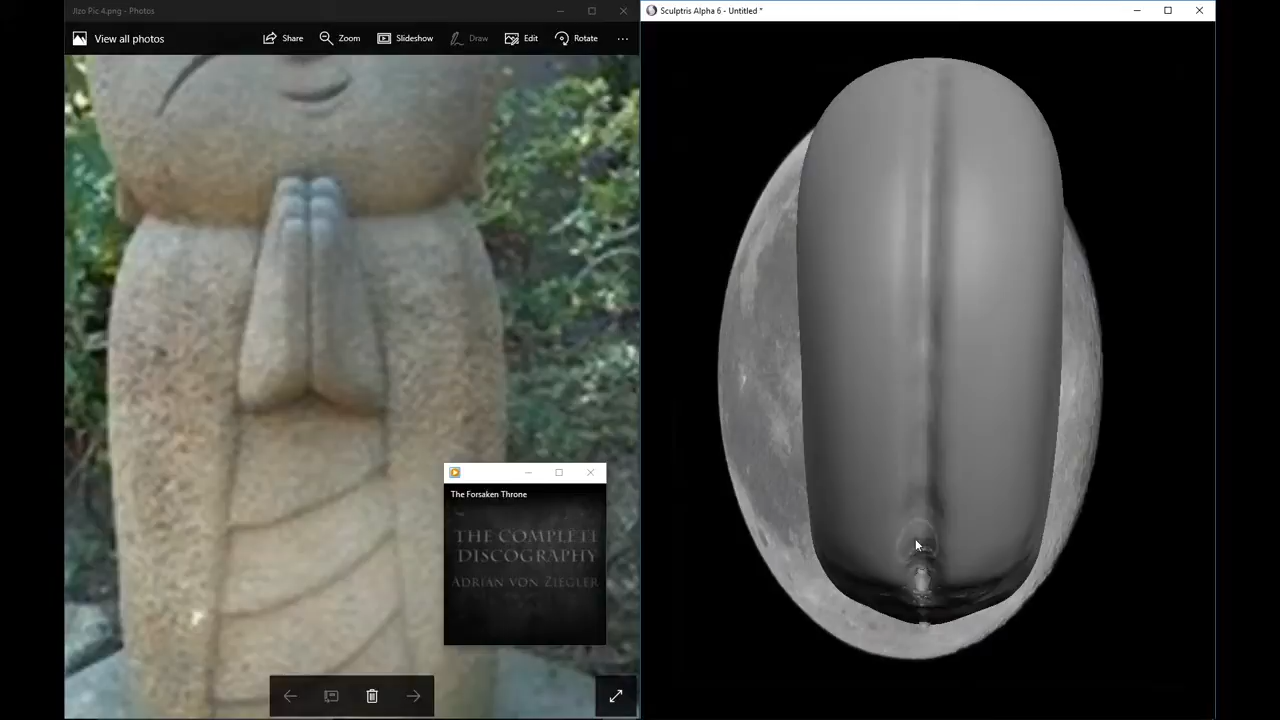 Jizo Pic 4.png - Photos
View all photos
Share
Zoom
Slideshow
Draw
Edit
Rotate
Sculptris Alpha 6 - Untitled *
The Forsaken Throne
THE COMPLETE
DISCOGRAPHY
ADRIAN VON ZIEGLER